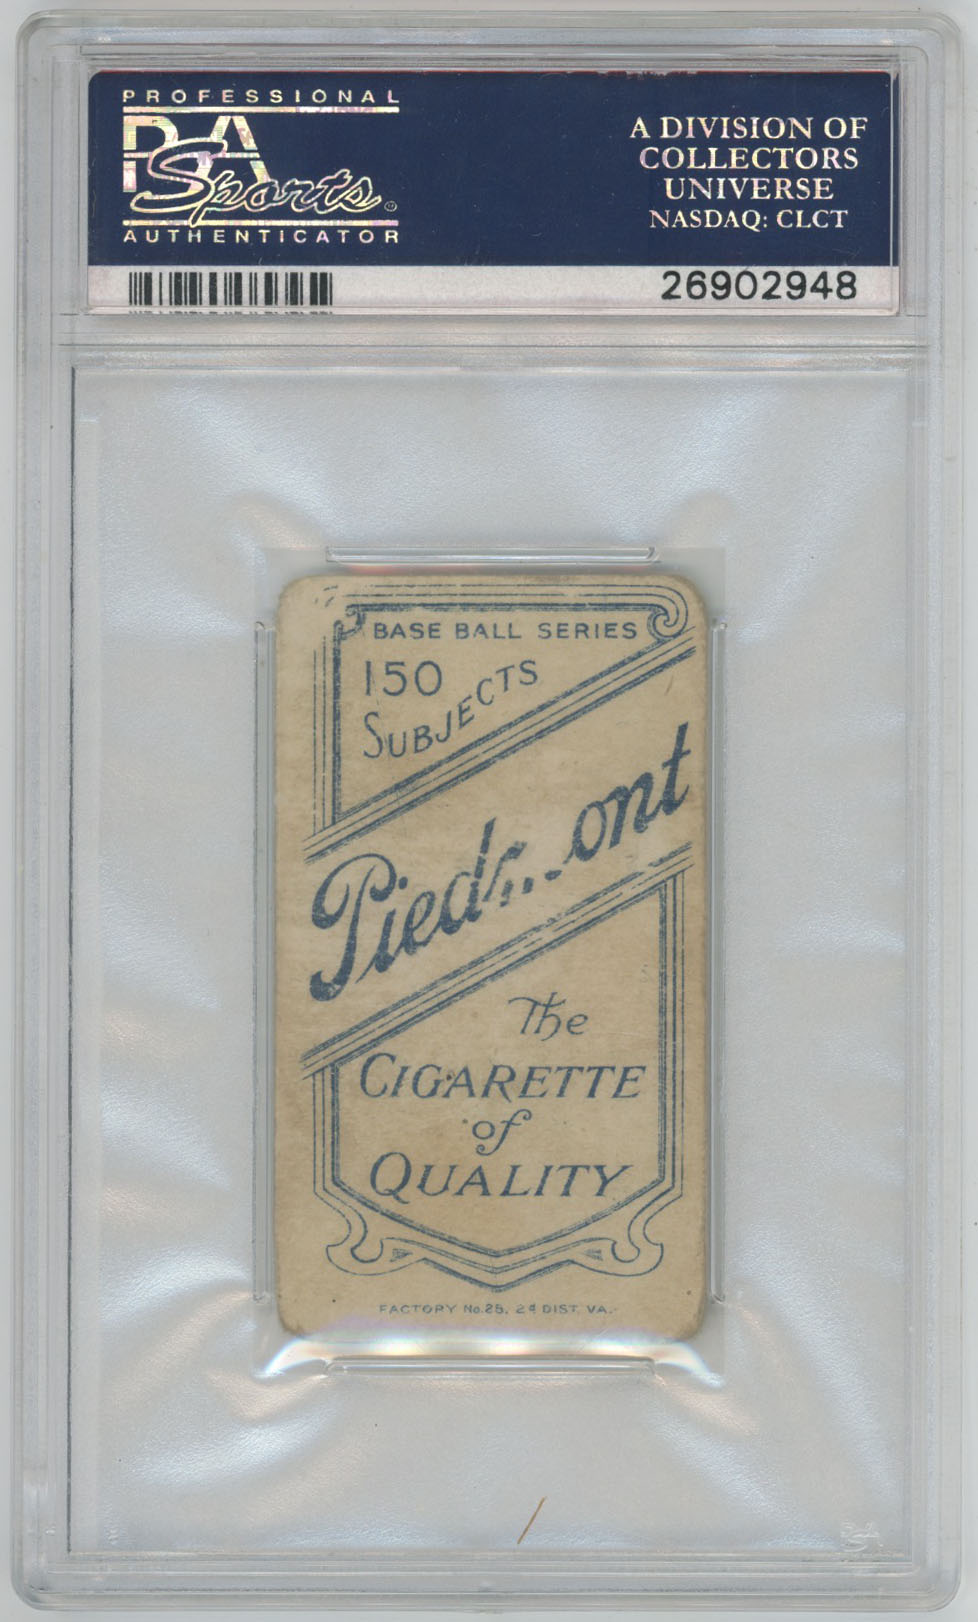 PROFESSIONAL
PSA
Sports
AUTHENTICATOR
A DIVISION OF
COLLECTORS
UNIVERSE
NASDAQ: CLCT
26902948
BASE BALL SERIES
150
SUBJECTS
Piedmont
The
CIGARETTE
of
QUALITY
FACTORY No. 25, 2d DIST. VA.